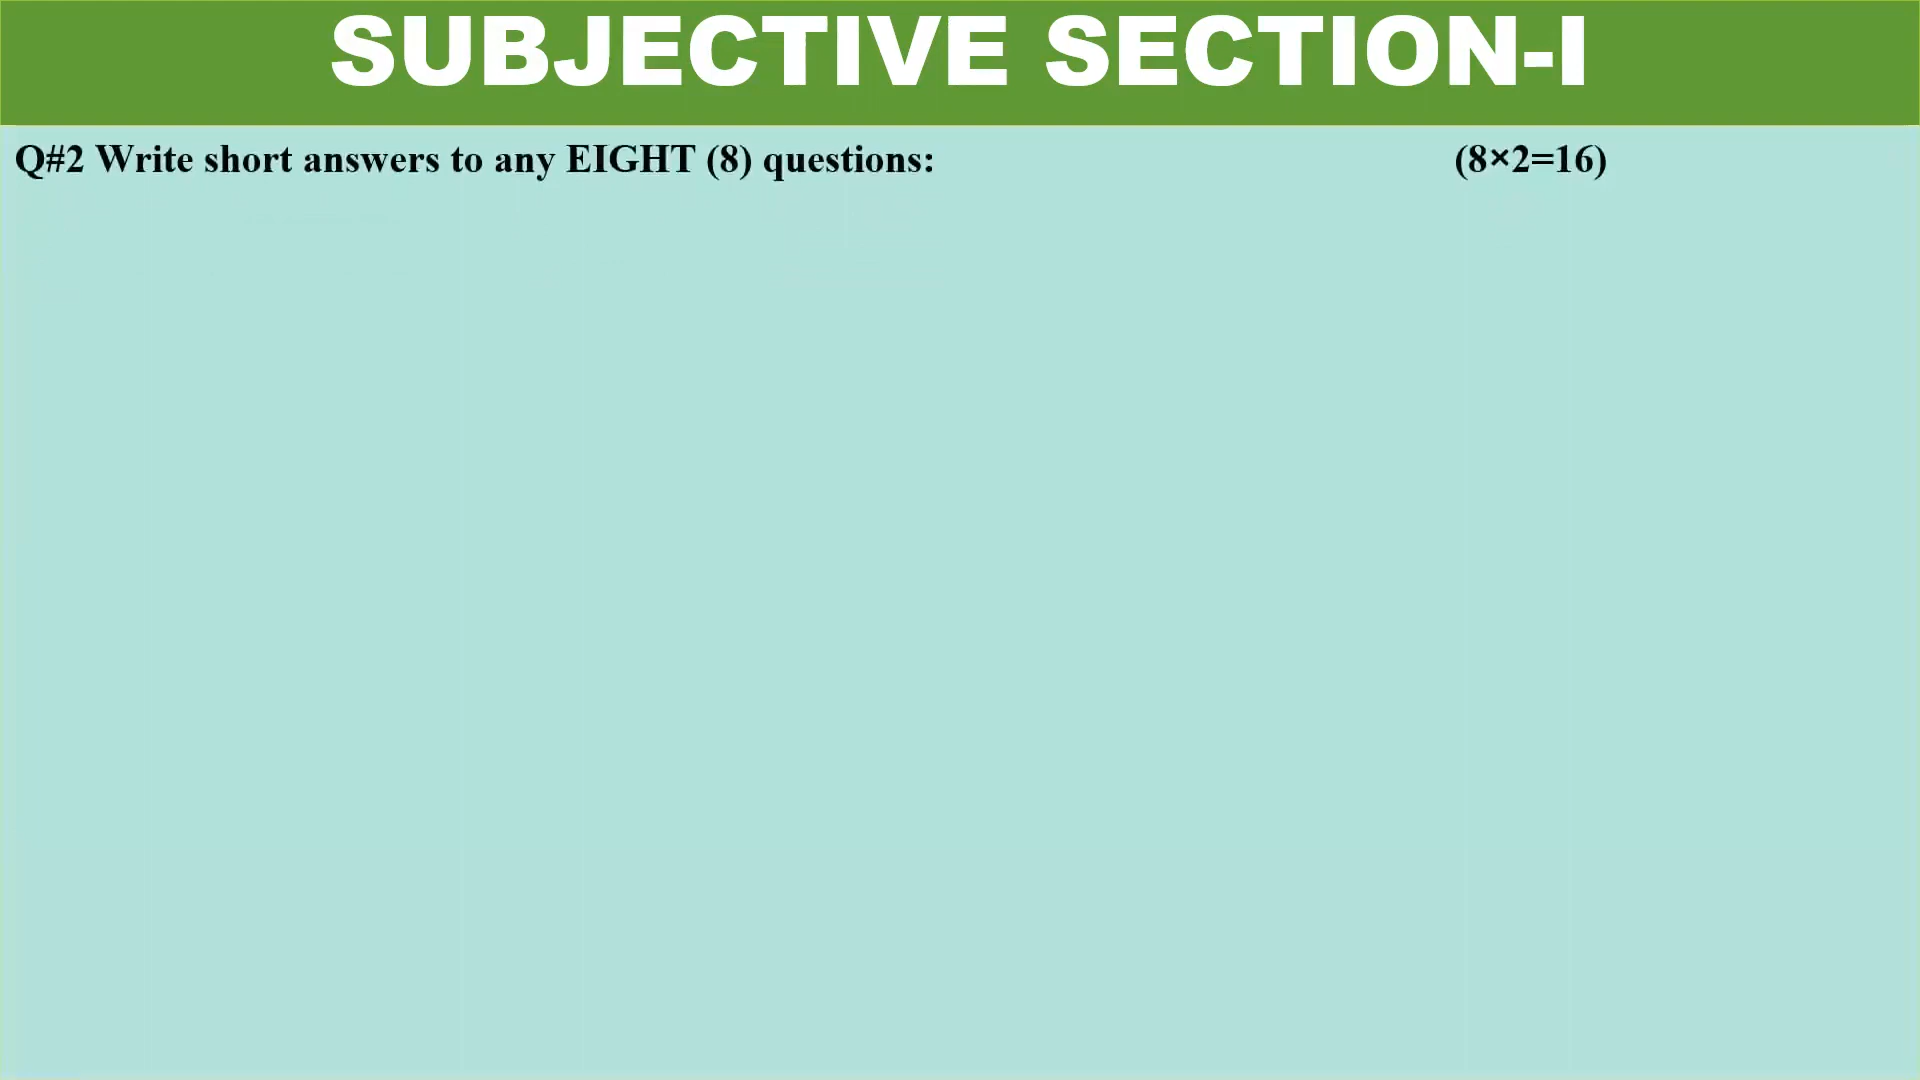 SUBJECTIVE SECTION-I
Q#2 Write short answers to any EIGHT (8) questions: (8×2=16)